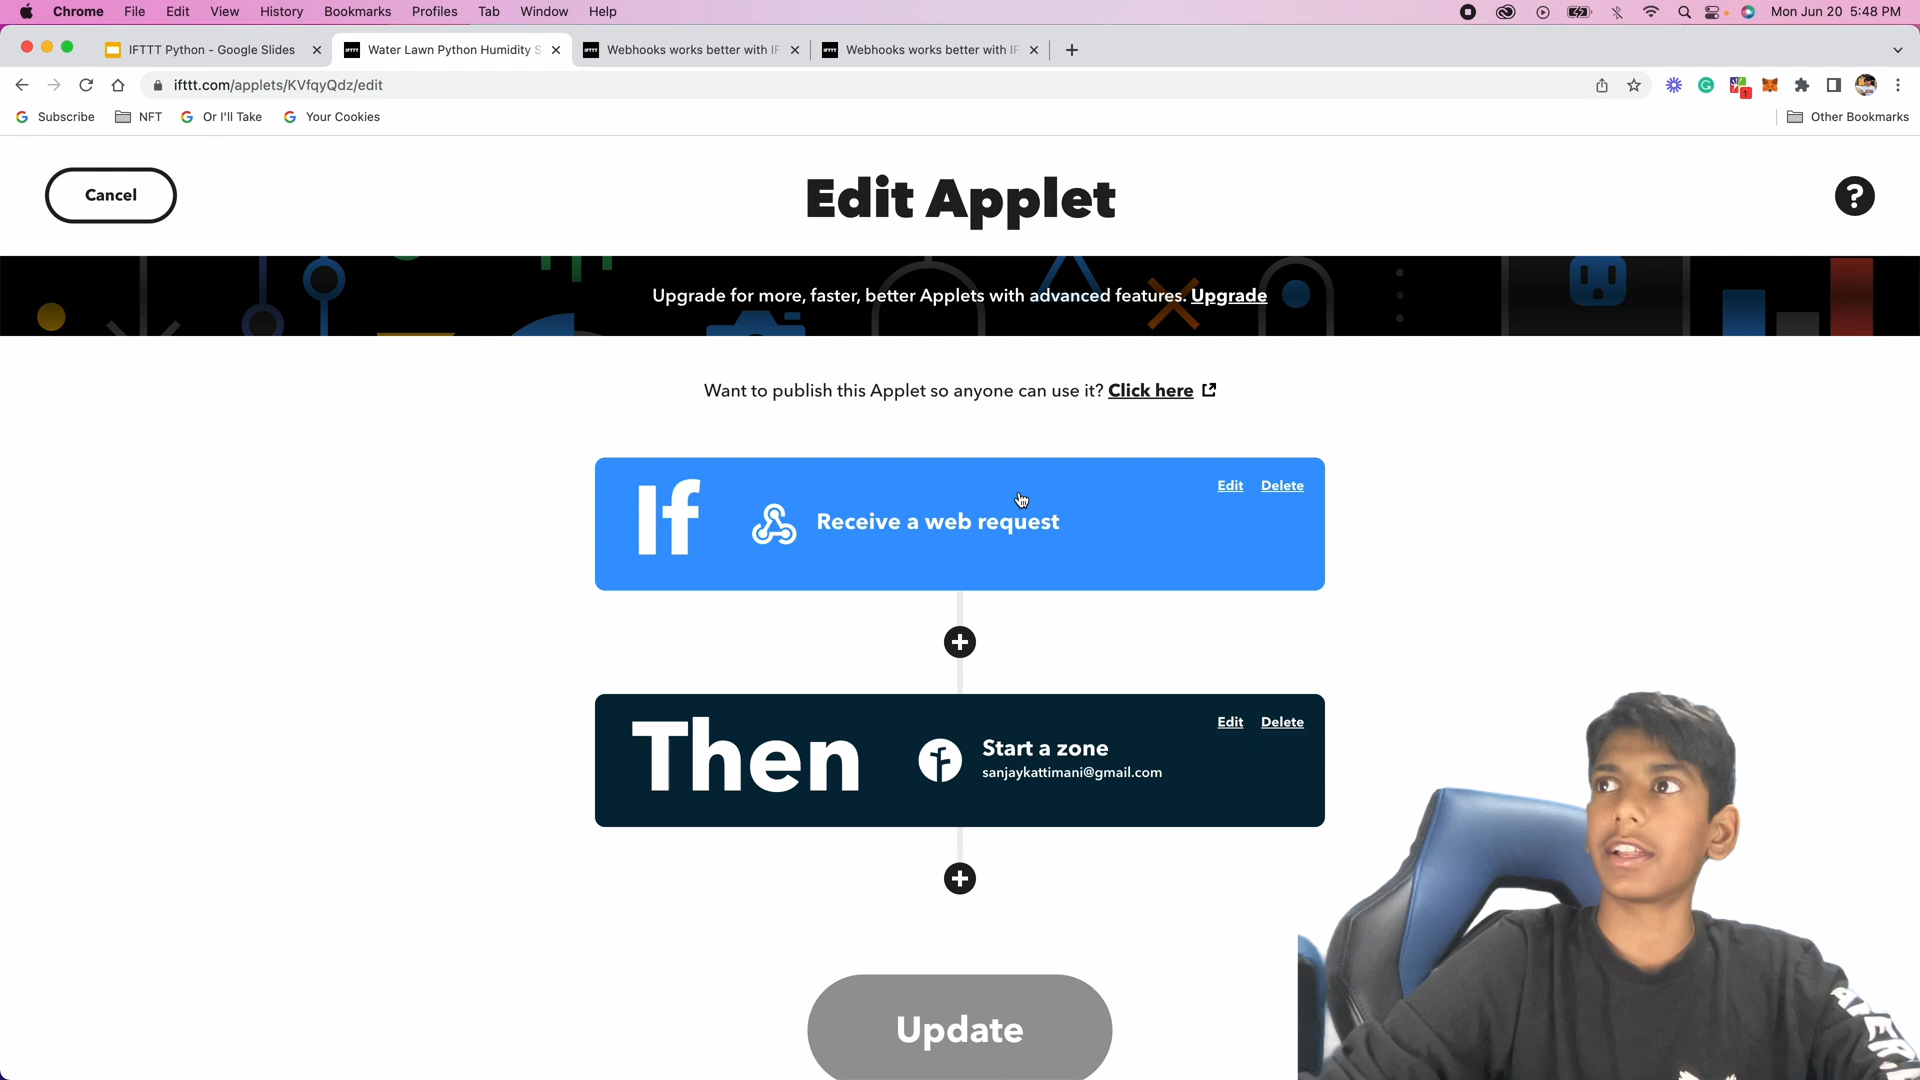 Chrome File Edit View History Bookmarks Profiles Tab Window Help Mon Jun 20 5:48 PM
IFTTT Python - Google Slides Water Lawn Python Humidity S Webhooks works better with IF Webhooks works better with IF
ifttt.com/applets/KVfqyQdz/edit
Subscribe NFT Or I'll Take Your Cookies Other Bookmarks
Cancel Edit Applet ?
Upgrade for more, faster, better Applets with advanced features. Upgrade
Want to publish this Applet so anyone can use it? Click here
Edit Delete
If Receive a web request
Edit Delete
Then Start a zone
sanjaykattimani@gmail.com
Update